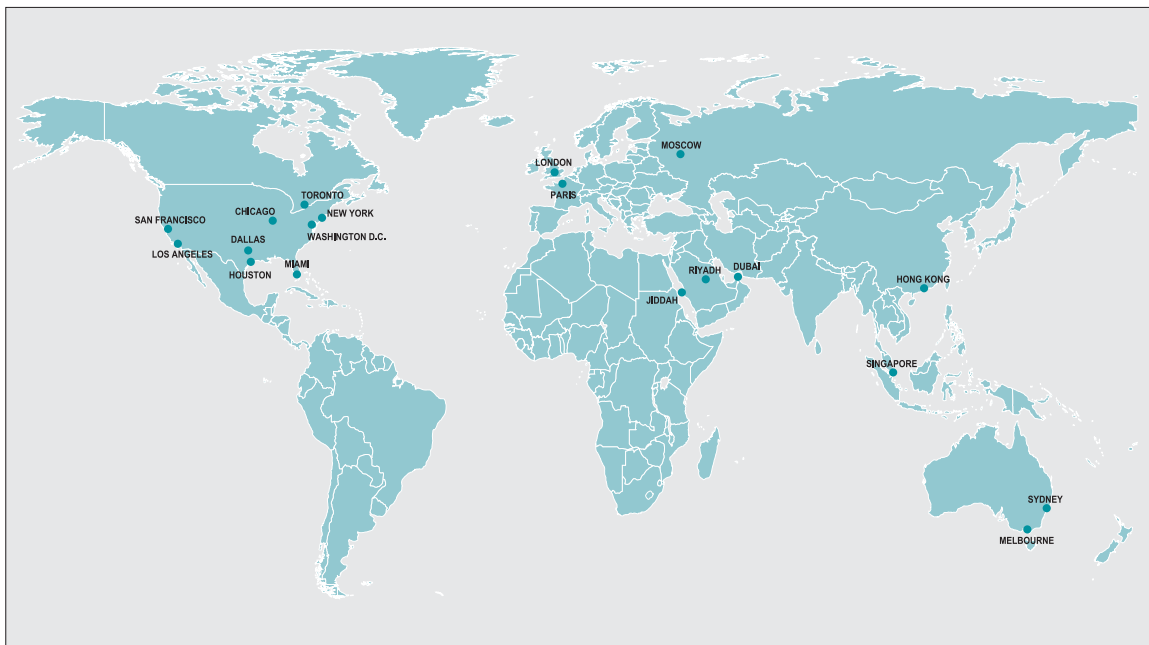 MOSCOW
LONDON
PARIS
TORONTO
NEW YORK
CHICAGO
SAN FRANCISCO
WASHINGTON D.C.
DALLAS
LOS ANGELES
HOUSTON
MIAMI
RIYADH
DUBAI
JIDDAH
HONG KONG
SINGAPORE
SYDNEY
MELBOURNE